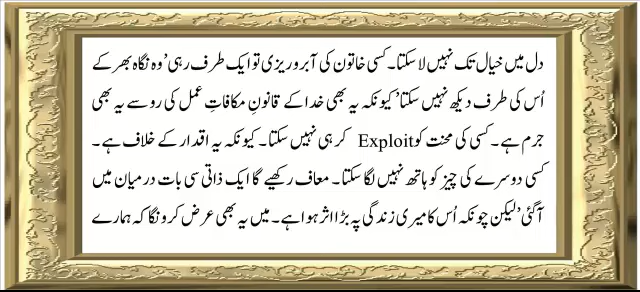 دل میں خیال تک نہیں لا سکتا۔ کسی خاتون کی آبروریزی تو ایک طرف رہی’ وہ نگاہ بھر کے
اُس کی طرف دیکھ نہیں سکتا’ کیونکہ یہ بھی خدا کے قانونِ مکافاتِ عمل کی رو سے یہ بھی
جرم ہے۔ کسی کی محنت کو Exploit کر ہی نہیں سکتا۔ کیونکہ یہ اقدار کے خلاف ہے۔
کسی دوسرے کی چیز کو ہاتھ نہیں لگا سکتا۔ معاف رکھیے گا ایک ذاتی سی بات درمیان میں
آ گئی’ لیکن چونکہ اُس کا میری زندگی پہ بڑا اثر ہوا ہے۔ میں یہ بھی عرض کرونگا کہ ہمارے